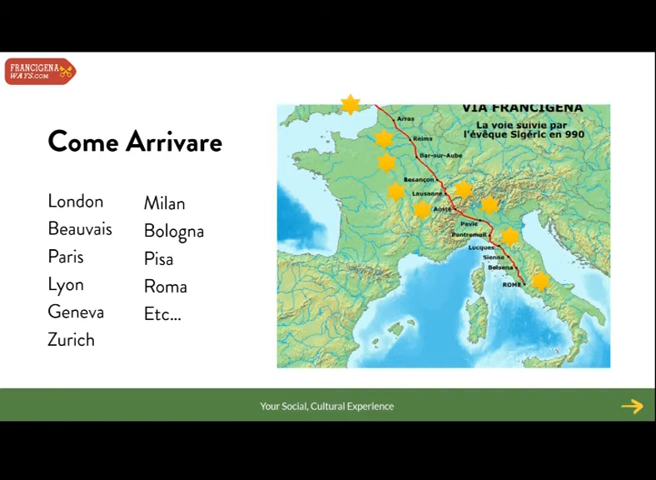 FRANCIGENA
WAYS.COM
Come Arrivare
London
Beauvais
Paris
Lyon
Geneva
Zurich
Milan
Bologna
Pisa
Roma
Etc...
VIA FRANCIGENA
La voie suivie par
l'évêque Sigéric en 990
Arras
Reims
Bar-sur-Aube
Besançon
Lausanne
Aoste
Pavie
Pontremoli
Lucques
Sienne
Bolsena
ROME
Your Social, Cultural Experience